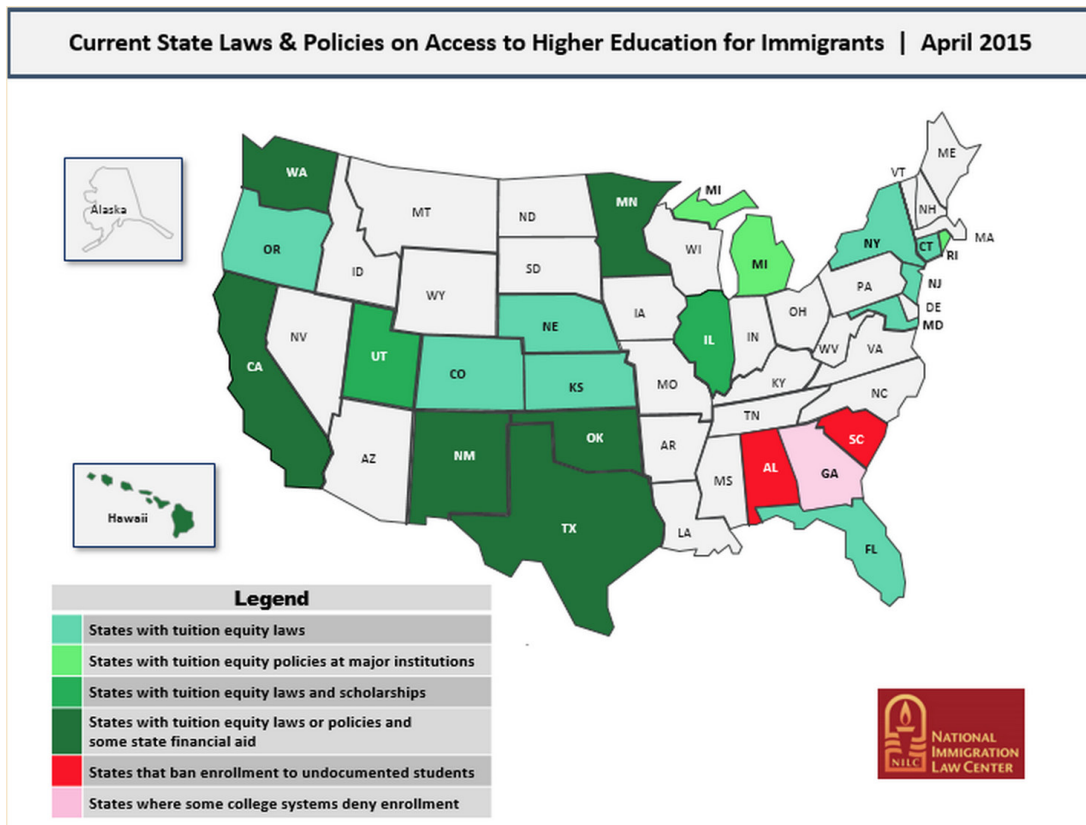 Current State Laws & Policies on Access to Higher Education for Immigrants | April 2015
Alaska
WA
OR
ID
MT
ND
SD
WY
NV
UT
CA
CO
NE
KS
AZ
NM
OK
TX
MN
IA
MO
AR
LA
WI
MI
MI
IL
IN
OH
KY
TN
MS
AL
GA
FL
SC
NC
VA
WV
PA
NY
VT
NH
ME
MA
RI
CT
NJ
DE
MD
Hawaii
Legend
States with tuition equity laws
States with tuition equity policies at major institutions
States with tuition equity laws and scholarships
States with tuition equity laws or policies and
some state financial aid
States that ban enrollment to undocumented students
States where some college systems deny enrollment
NILC
NATIONAL
IMMIGRATION
LAW CENTER